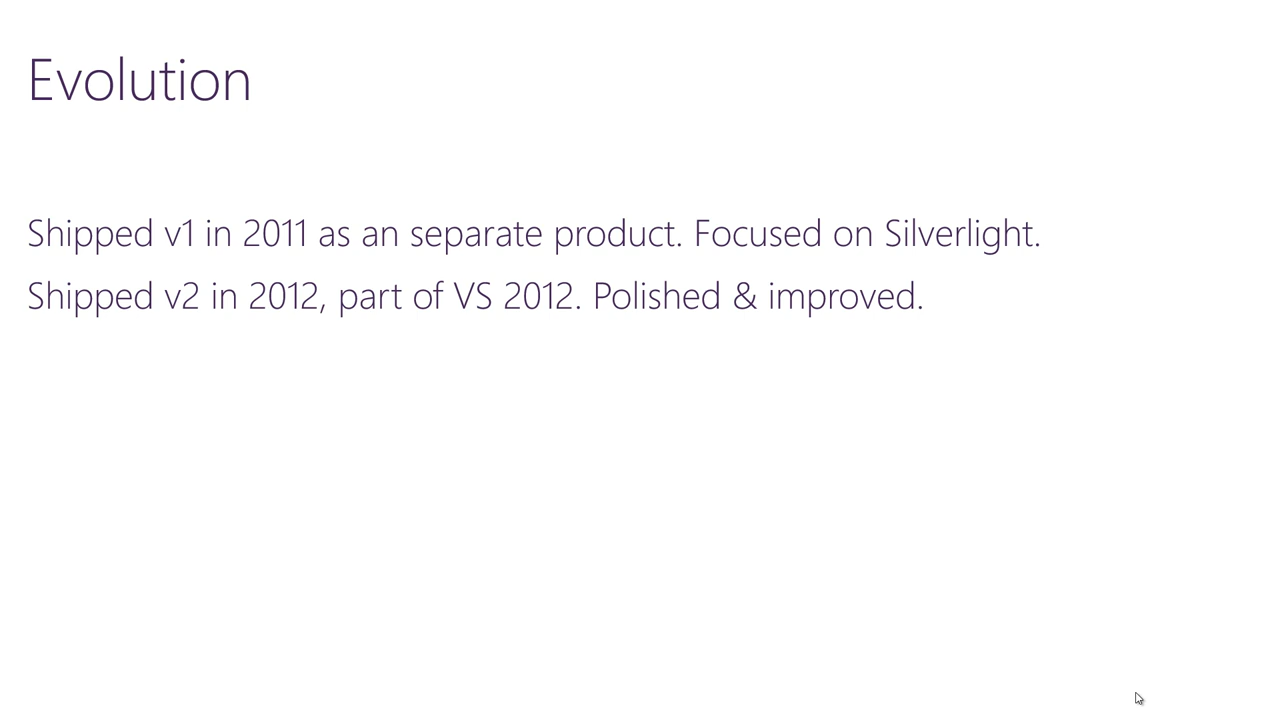 Evolution
Shipped v1 in 2011 as an separate product. Focused on Silverlight.
Shipped v2 in 2012, part of VS 2012. Polished & improved.